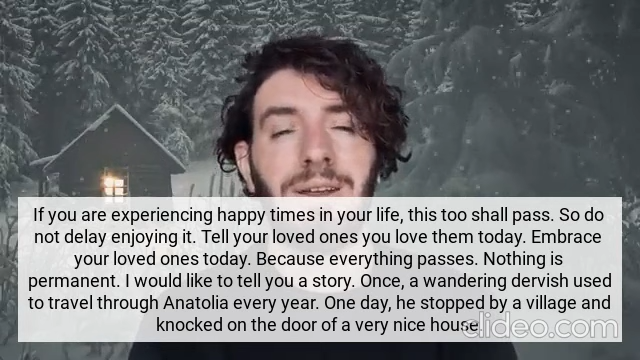 If you are experiencing happy times in your life, this too shall pass. So do
not delay enjoying it. Tell your loved ones you love them today. Embrace
your loved ones today. Because everything passes. Nothing is
permanent. I would like to tell you a story. Once, a wandering dervish used
to travel through Anatolia every year. One day, he stopped by a village and
knocked on the door of a very nice house
clideo.com